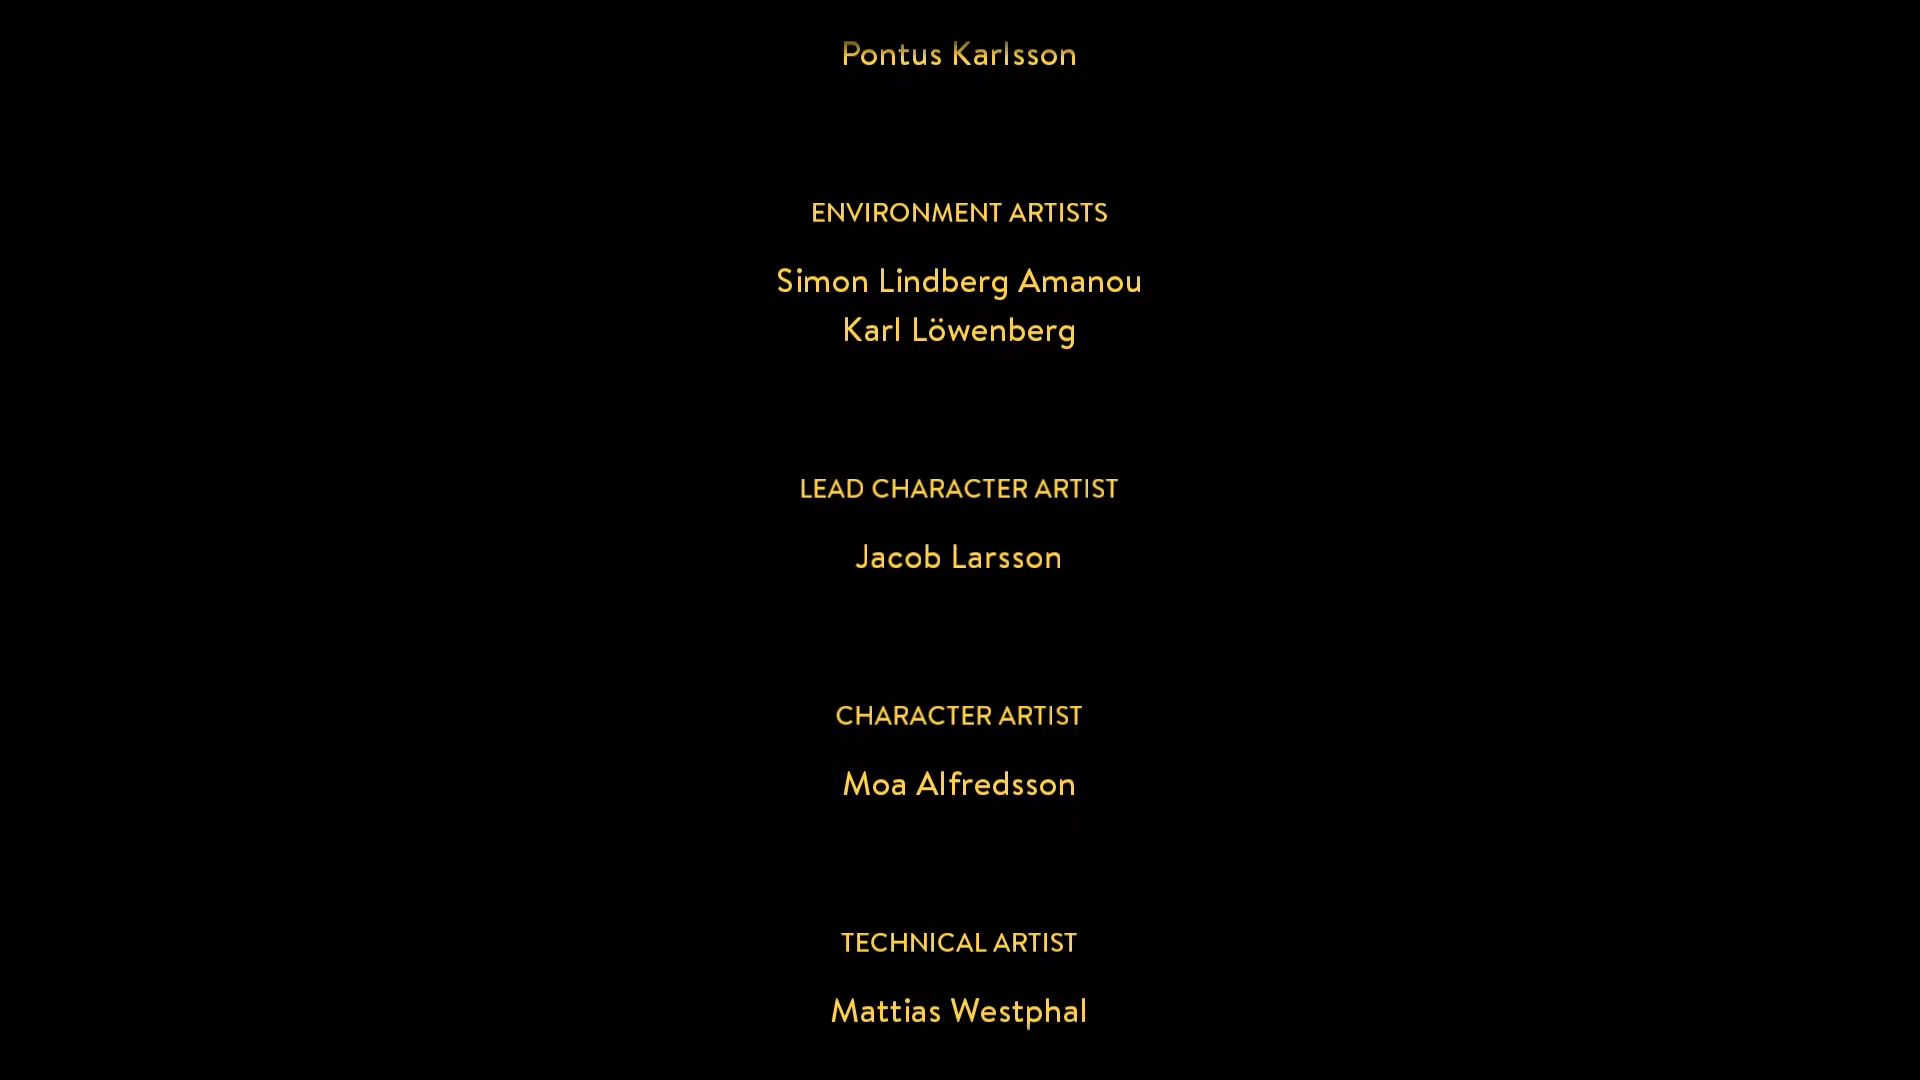 Pontus Karlsson
ENVIRONMENT ARTISTS
Simon Lindberg Amanou
Karl Löwenberg
LEAD CHARACTER ARTIST
Jacob Larsson
CHARACTER ARTIST
Moa Alfredsson
TECHNICAL ARTIST
Mattias Westphal